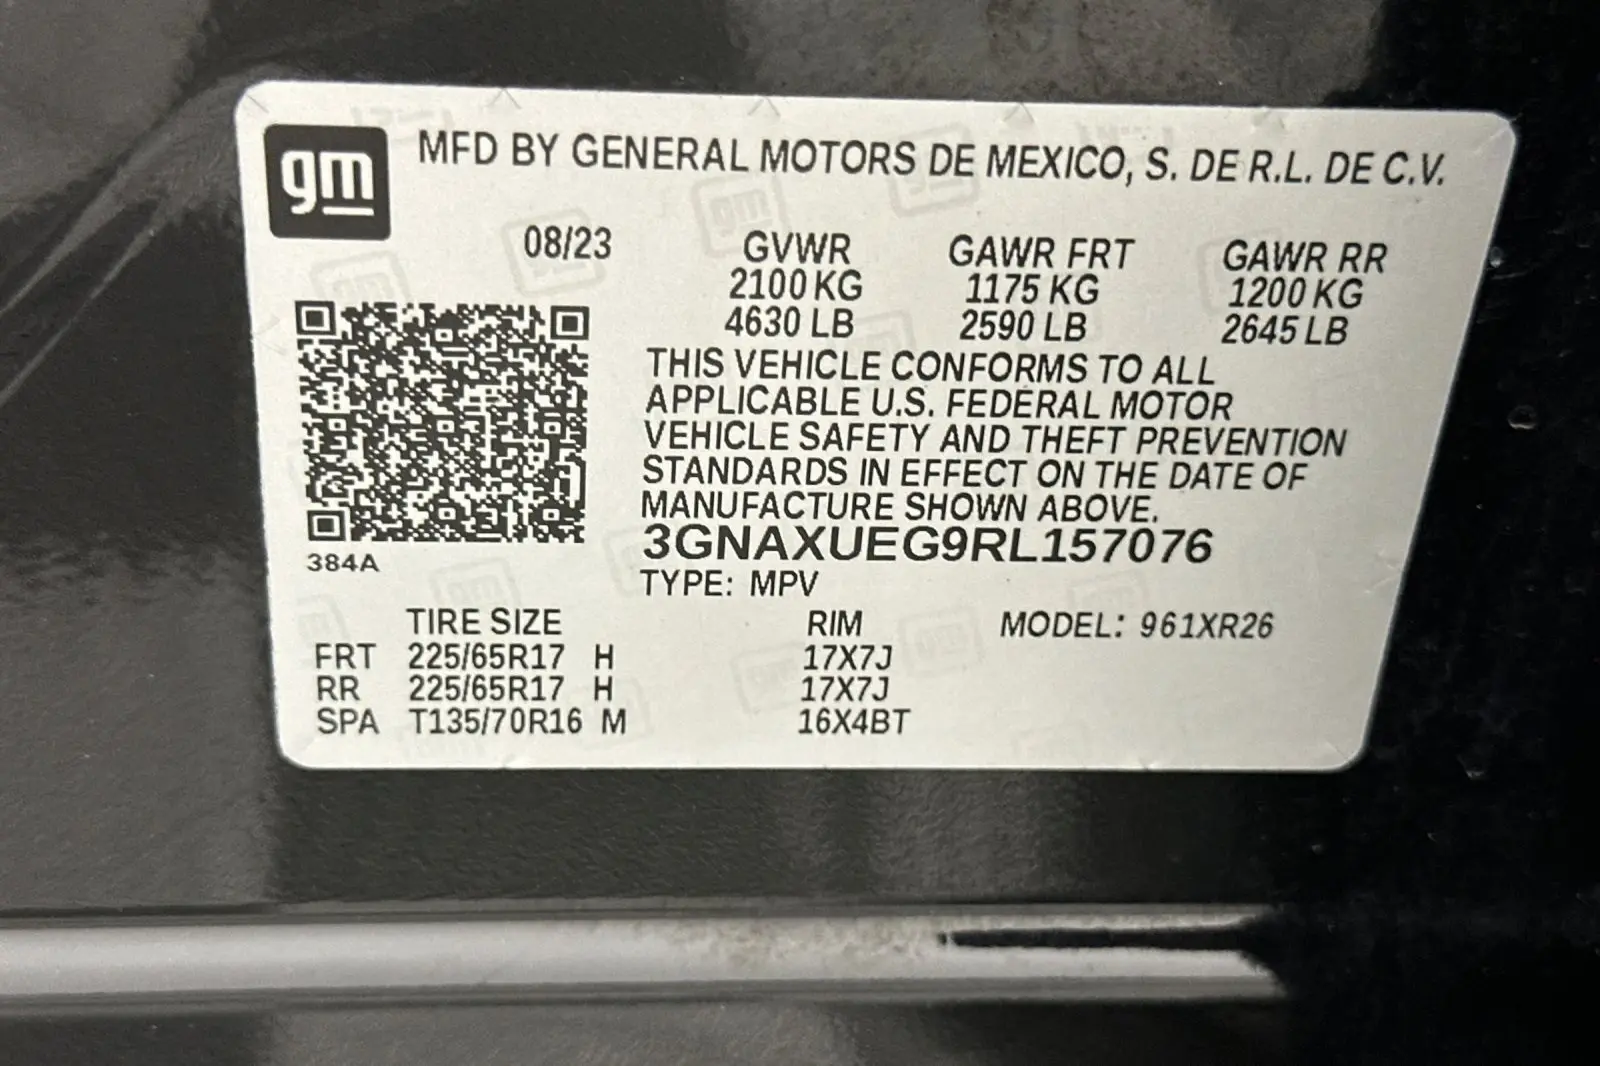 gm
MFD BY GENERAL MOTORS DE MEXICO, S. DE R.L. DE C.V.
08/23 GVWR GAWR FRT GAWR RR
2100 KG 1175 KG 1200 KG
4630 LB 2590 LB 2645 LB
THIS VEHICLE CONFORMS TO ALL
APPLICABLE U.S. FEDERAL MOTOR
VEHICLE SAFETY AND THEFT PREVENTION
STANDARDS IN EFFECT ON THE DATE OF
MANUFACTURE SHOWN ABOVE.
3GNAXUEG9RL157076
384A
TYPE: MPV
TIRE SIZE RIM MODEL: 961XR26
FRT 225/65R17 H 17X7J
RR 225/65R17 H 17X7J
SPA T135/70R16 M 16X4BT